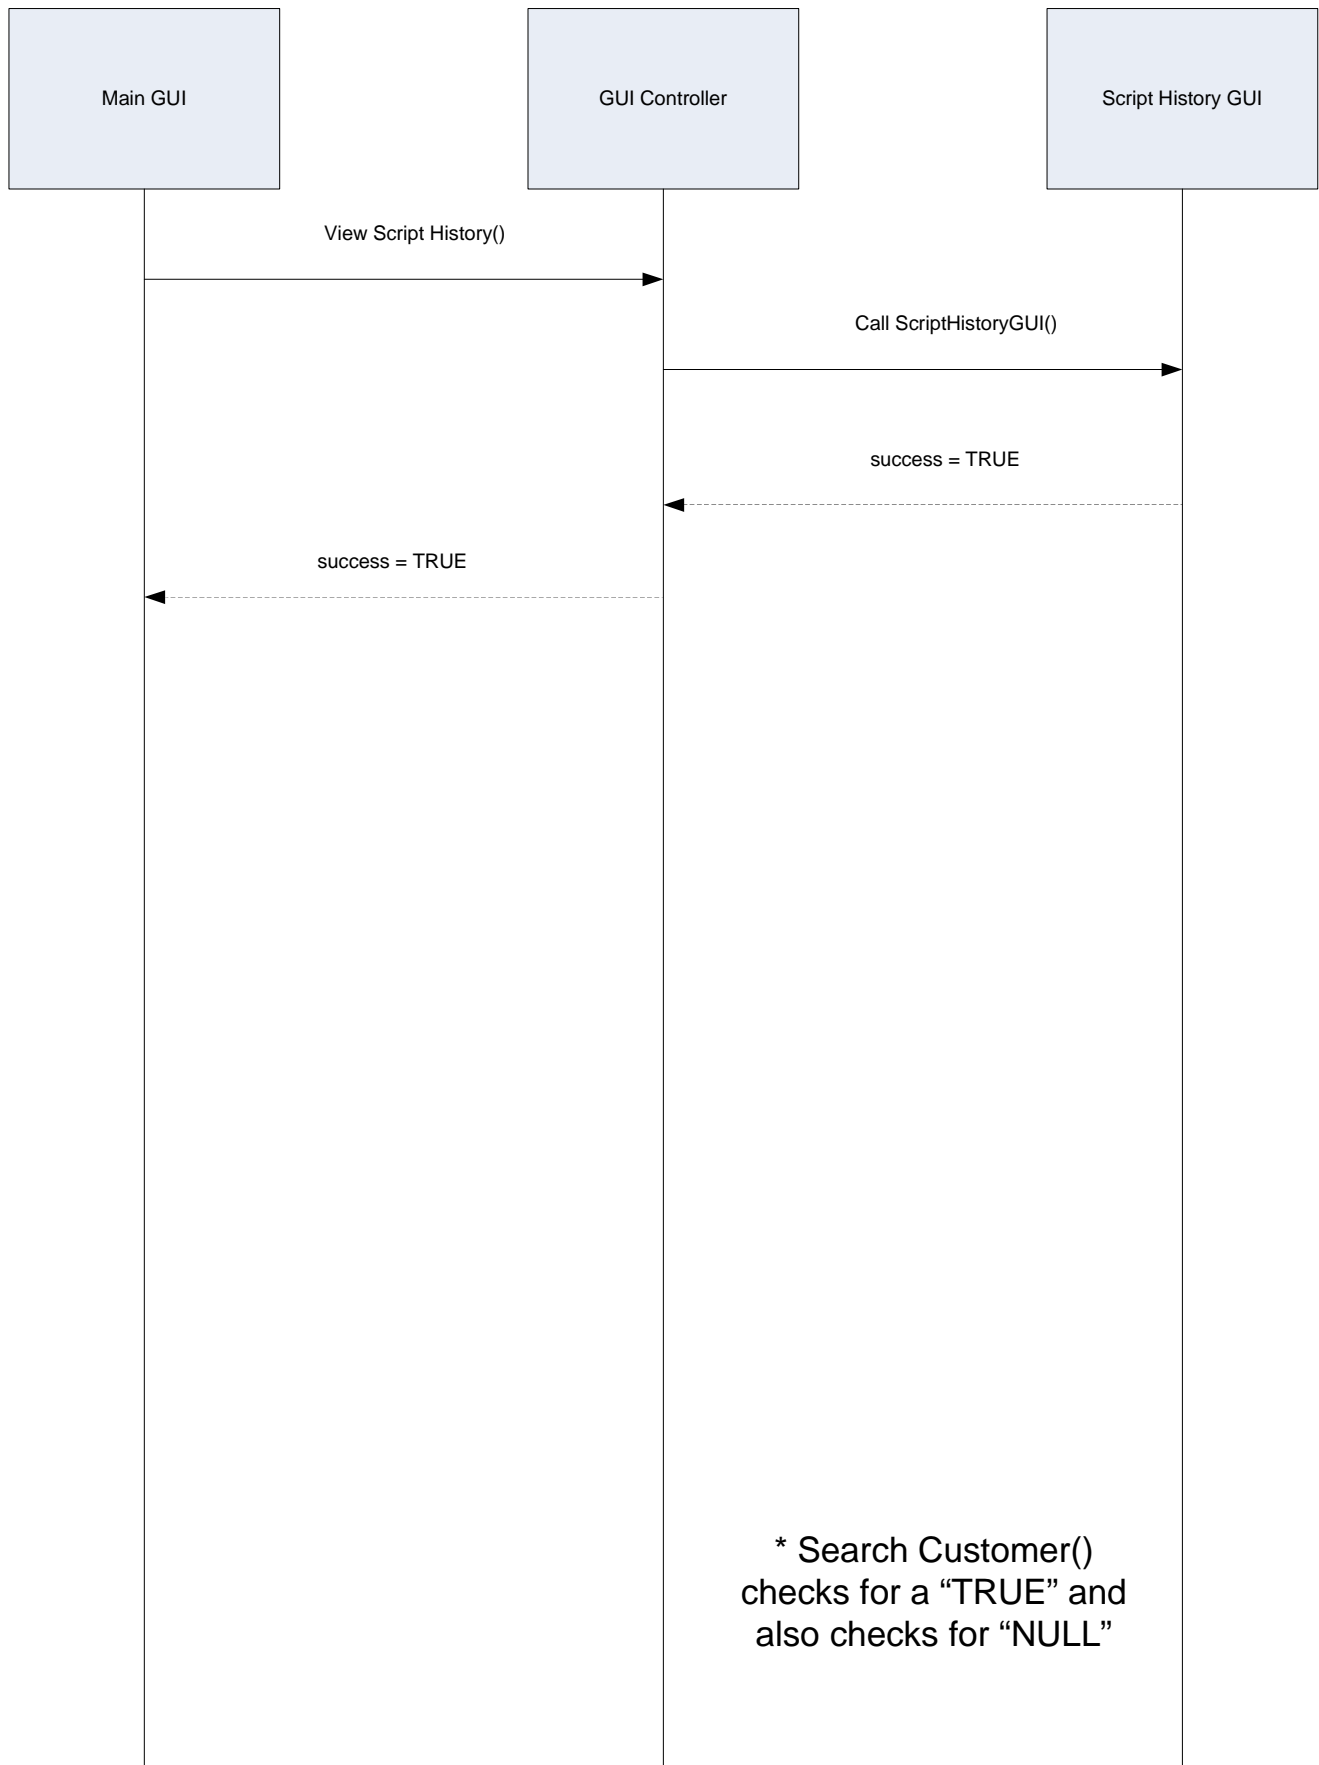 Main GUI
GUI Controller
Script History GUI
View Script History()
Call ScriptHistoryGUI()
success = TRUE
success = TRUE
* Search Customer()
checks for a “TRUE” and
also checks for “NULL”